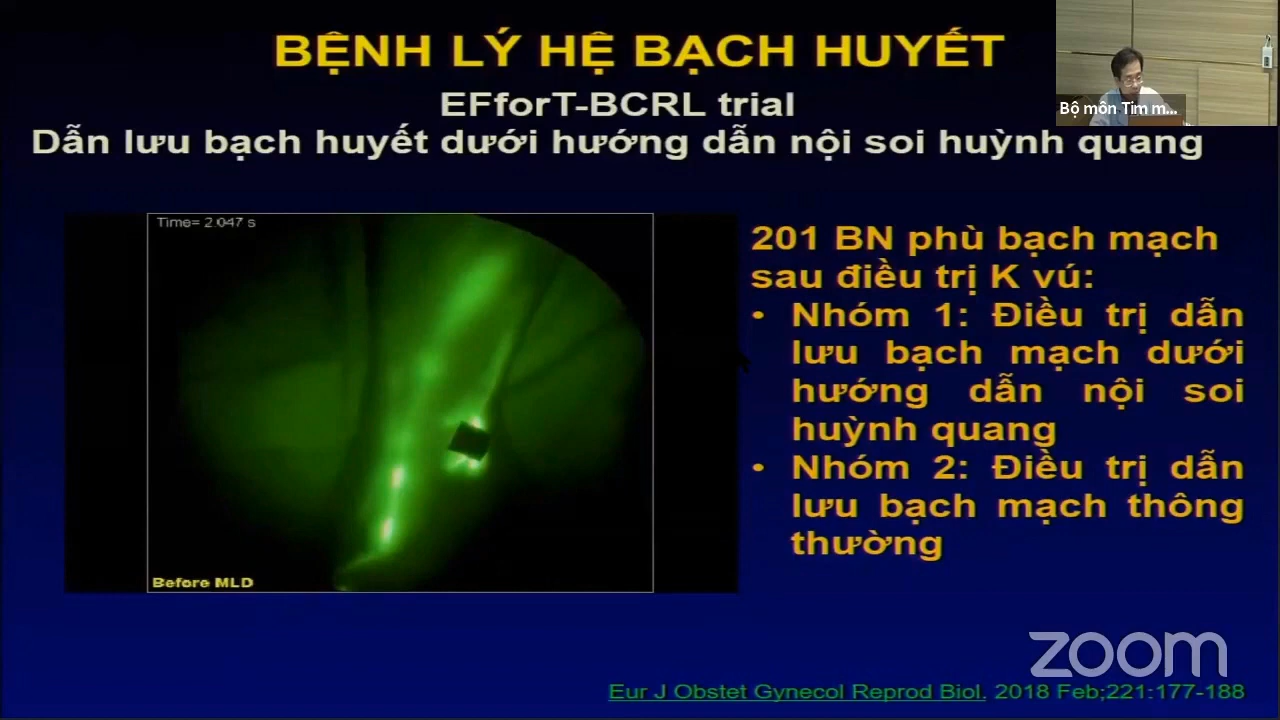 BỆNH LÝ HỆ BẠCH HUYẾT
Bộ môn Tim m...
EFforT-BCRL trial
Dẫn lưu bạch huyết dưới hướng dẫn nội soi huỳnh quang
Time= 2.047 s
Before MLD
201 BN phù bạch mạch
sau điều trị K vú:
• Nhóm 1: Điều trị dẫn
lưu bạch mạch dưới
hướng dẫn nội soi
huỳnh quang
• Nhóm 2: Điều trị dẫn
lưu bạch mạch thông
thường
zoom
Eur J Obstet Gynecol Reprod Biol. 2018 Feb;221:177-188